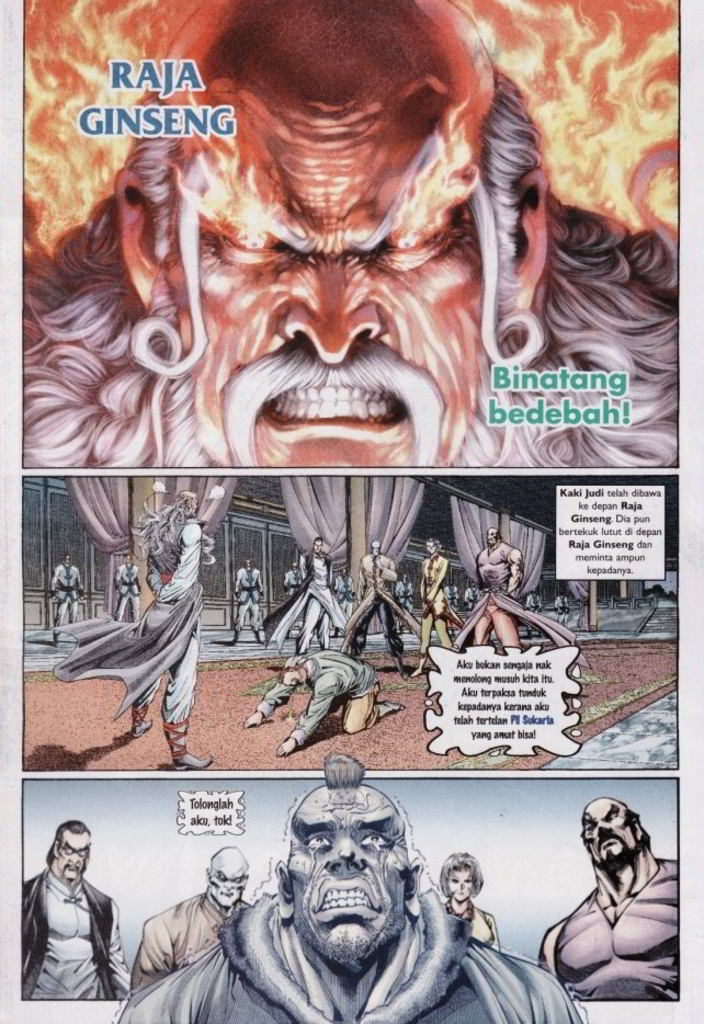 RAJA
GINSENG
Binatang
bedebah!
Kaki Judi telah dibawa
ke depan Raja
Ginseng. Dia pun
bertekuk lutut di depan
Raja Ginseng dan
meminta ampun
kepadanya.
Aku bukan sengaja nak
menolong musuh kita itu.
Aku terpaksa tunduk
kepadanya kerana aku
telah tertelan Pil Sukaria
yang amat bisa!
Tolonglah
aku, tok!